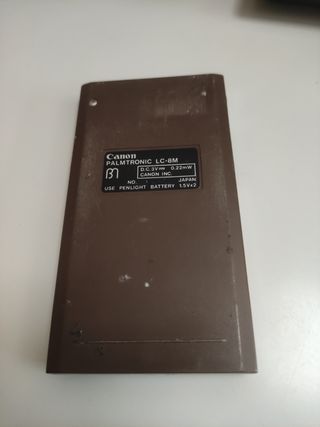 Canon
PALMTRONIC LC-8M
D.C. 3V 0.22mW
CANON INC.
NO. JAPAN
USE PENLIGHT BATTERY 1.5V×2